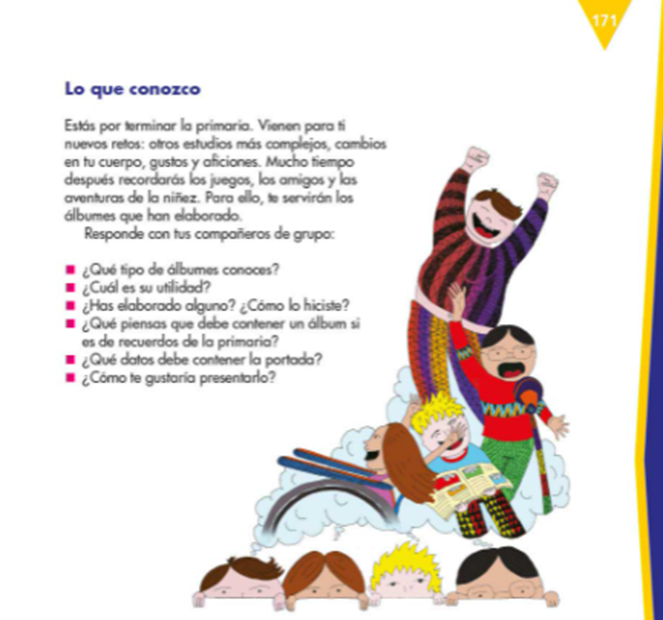 171
Lo que conozco
Estás por terminar la primaria. Vienen para ti
nuevos retos: otros estudios más complejos, cambios
en tu cuerpo, gustos y aficiones. Mucho tiempo
después recordarás los juegos, los amigos y las
aventuras de la niñez. Para ello, te servirán los
álbumes que han elaborado.
Responde con tus compañeros de grupo:
¿Qué tipo de álbumes conoces?
¿Cuál es su utilidad?
¿Has elaborado alguno? ¿Cómo lo hiciste?
¿Qué piensas que debe contener un álbum si
es de recuerdos de la primaria?
¿Qué datos debe contener la portada?
¿Cómo te gustaría presentarlo?